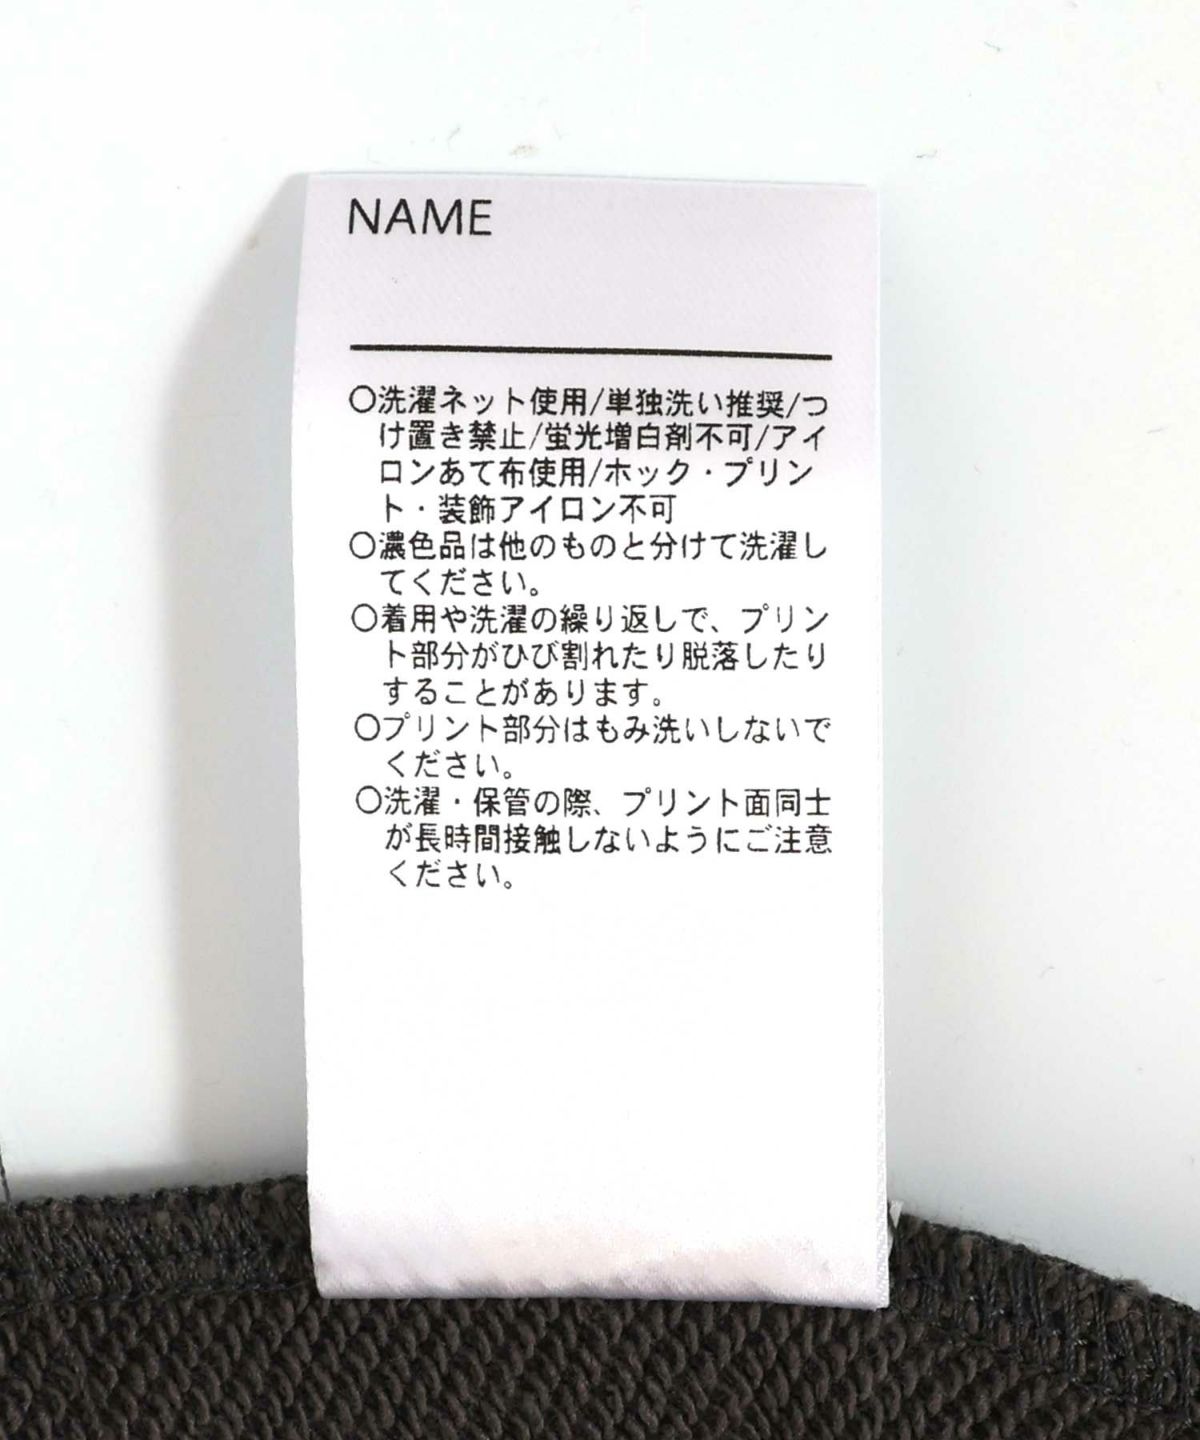 NAME
〇洗濯ネット使用/単独洗い推奨/つ
け置き禁止/蛍光増白剤不可/アイ
ロンあて布使用/ホック・プリン
ト・装飾アイロン不可
〇濃色品は他のものと分けて洗濯し
てください。
〇着用や洗濯の繰り返しで、プリン
ト部分がひび割れたり脱落したり
することがあります。
〇プリント部分はもみ洗いしないで
ください。
〇洗濯・保管の際、プリント面同士
が長時間接触しないようにご注意
ください。